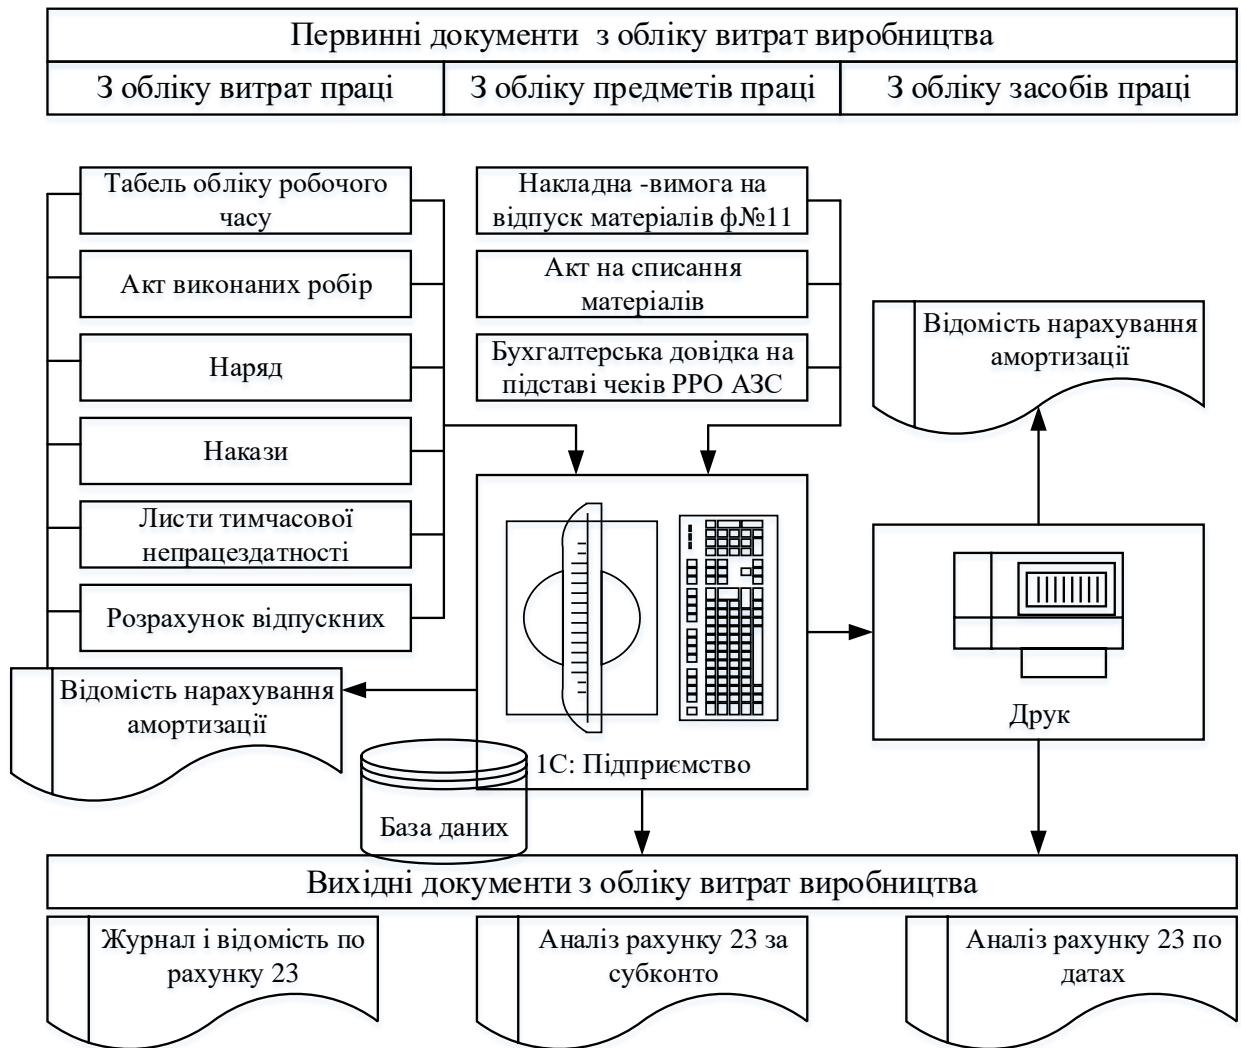 Первинні документи з обліку витрат виробництва
З обліку витрат праці
З обліку предметів праці
З обліку засобів праці
Табель обліку робочого
часу
Акт виконаних робір
Наряд
Накази
Листи тимчасової
непрацездатності
Розрахунок відпускних
Накладна -вимога на
відпуск матеріалів ф№11
Акт на списання
матеріалів
Бухгалтерська довідка на
підставі чеків РРО АЗС
Відомість нарахування
амортизації
Відомість нарахування
амортизації
1С: Підприємство
Друк
База даних
Вихідні документи з обліку витрат виробництва
Журнал і відомість по
рахунку 23
Аналіз рахунку 23 за
субконто
Аналіз рахунку 23 по
датах